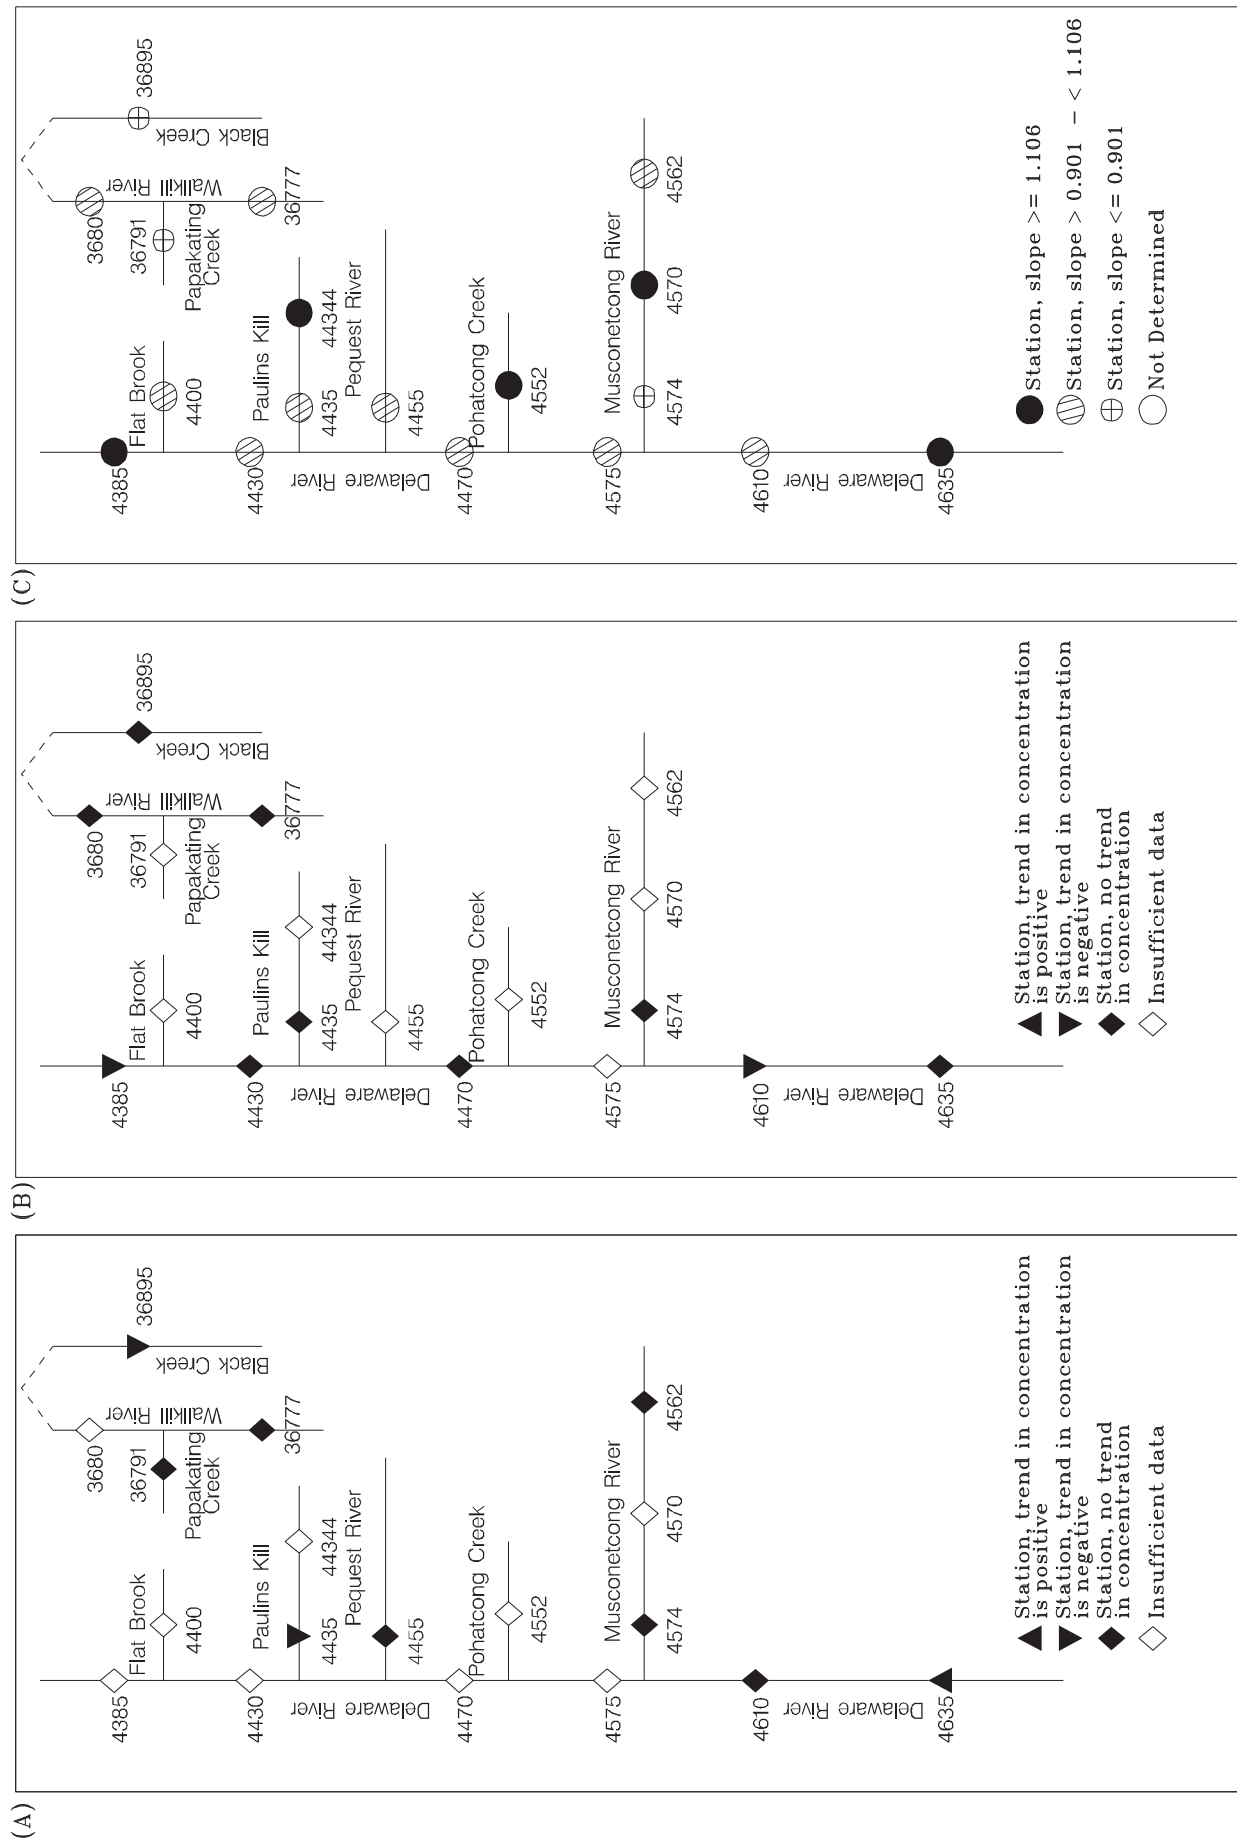 (A)
36895
Black Creek
Wallkill River
3680
36791
Papakating
Creek
36777
Flat Brook
4385
4400
Paulins Kill
4430
4435
44344
Pequest River
4455
Delaware
River
Pohatcong Creek
4470
4552
Musconetcong River
4575
4574
4570
4562
4610
Delaware River
4635
Station, trend in concentration
is positive
Station, trend in concentration
is negative
Station, no trend
in concentration
Insufficient data
(B)
36895
Black Creek
Wallkill River
3680
36791
Papakating
Creek
36777
Flat Brook
4385
4400
Paulins Kill
4430
4435
44344
Pequest River
4455
Delaware
River
Pohatcong Creek
4470
4552
Musconetcong River
4575
4574
4570
4562
4610
Delaware River
4635
Station, trend in concentration
is positive
Station, trend in concentration
is negative
Station, no trend
in concentration
Insufficient data
(C)
36895
Black Creek
Wallkill River
3680
36791
Papakating
Creek
36777
Flat Brook
4385
4400
Paulins Kill
4430
4435
44344
Pequest River
4455
Delaware
River
Pohatcong Creek
4470
4552
Musconetcong River
4575
4574
4570
4562
4610
Delaware River
4635
Station, slope >= 1.106
Station, slope > 0.901 - < 1.106
Station, slope <= 0.901
Not Determined